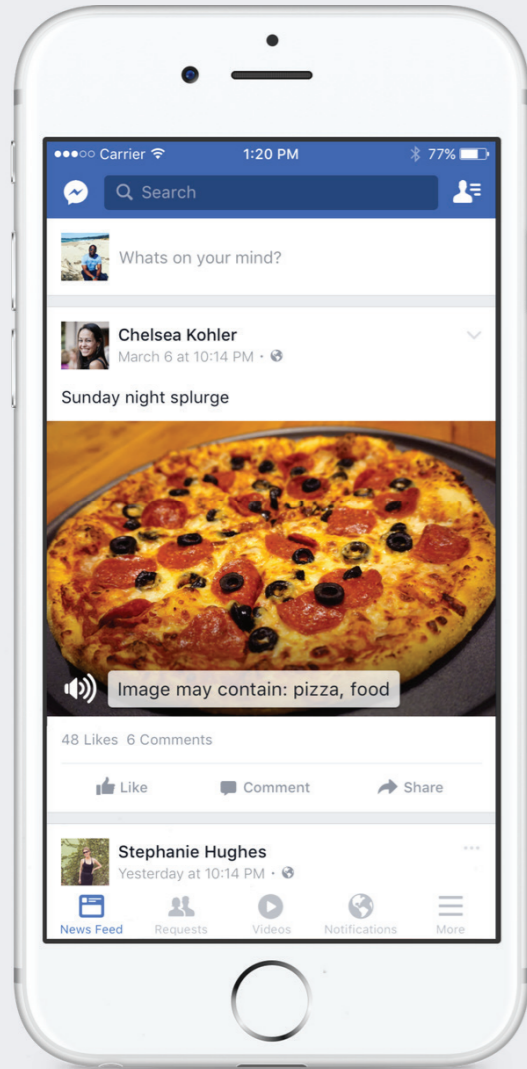 Carrier 1:20 PM 77%
Search
Whats on your mind?
Chelsea Kohler
March 6 at 10:14 PM ·
Sunday night splurge
Image may contain: pizza, food
48 Likes 6 Comments
Like Comment Share
Stephanie Hughes
Yesterday at 10:14 PM ·
News Feed Requests Videos Notifications More